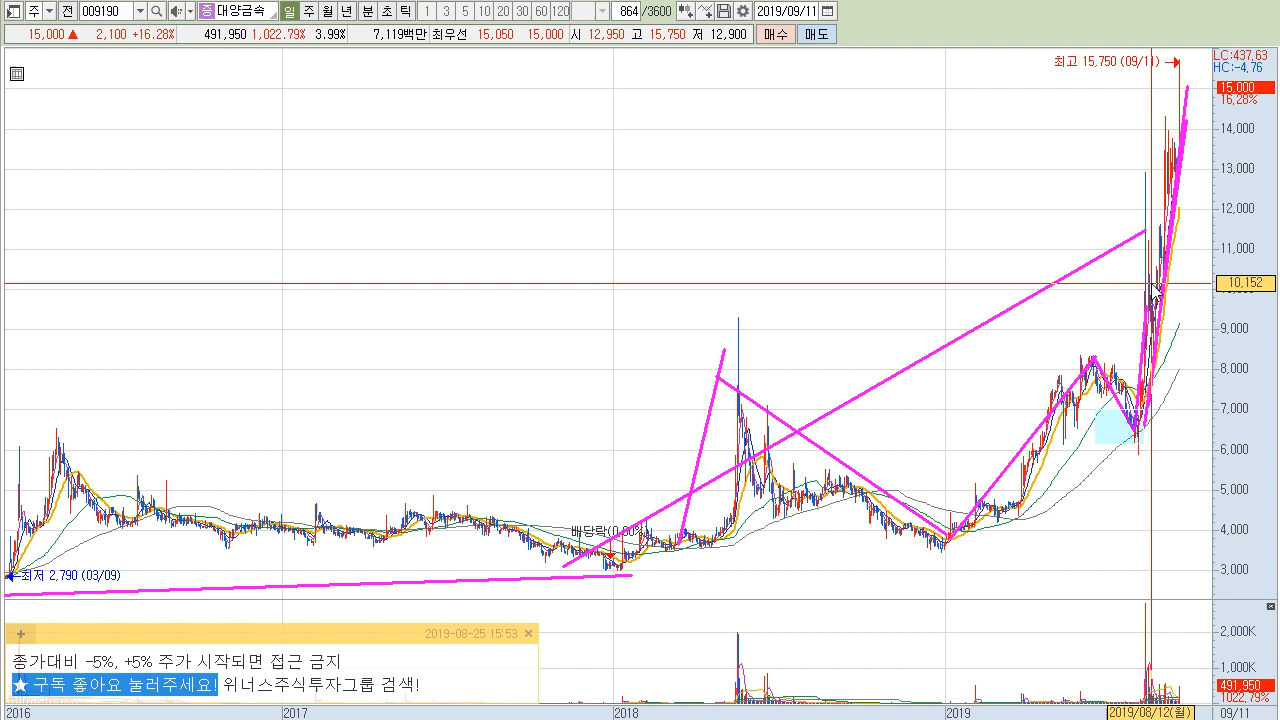 주 전 009190 증 대양금속 일 주 월 년 분 초 틱 1 3 5 10 20 30 60 120 864 /3600 2019/09/11
15,000 ▲ 2,100 +16.28% 491,950 1,022.79% 3.99% 7,119백만 최우선 15,050 15,000 시 12,950 고 15,750 저 12,900 매수 매도
최고 15,750 (09/11) →
LC:437,63
HC:-4,76
15,000
16,28%
14,000
13,000
12,000
11,000
10,152
9,000
8,000
7,000
6,000
5,000
4,000
3,000
배당락
←최저 2,790 (03/09)
2,000K
1,000K
491,950
1022,79%
+ 2019-08-25 15:53 ×
종가대비 -5%, +5% 주가 시작되면 접근 금지
★ 구독 좋아요 눌러주세요! 위너스주식투자그룹 검색!
2016 2017 2018 2019 2019/08/12(월) 09/11